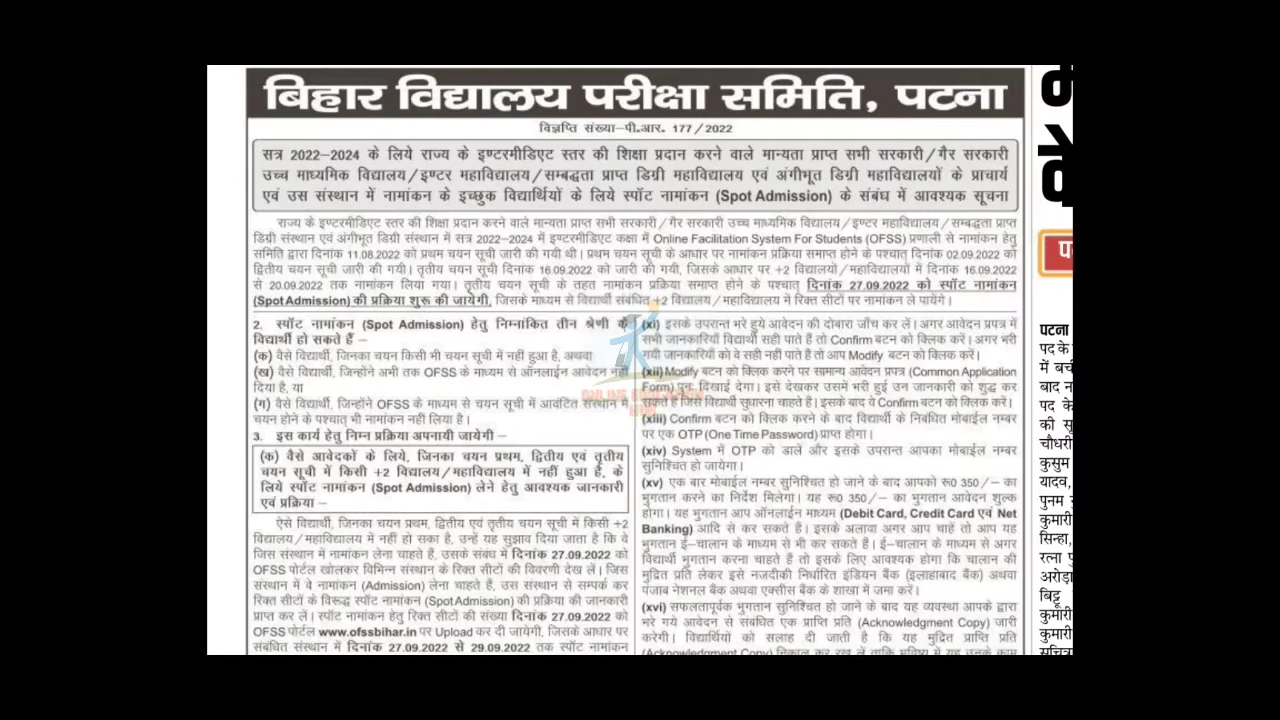 बिहार विद्यालय परीक्षा समिति, पटना
विज्ञप्ति संख्या–पी.आर. 177/2022
सत्र 2022–2024 के लिये राज्य के इण्टरमीडिएट स्तर की शिक्षा प्रदान करने वाले मान्यता प्राप्त सभी सरकारी/गैर सरकारी
उच्च माध्यमिक विद्यालय/इण्टर महाविद्यालय/सम्बद्धता प्राप्त डिग्री महाविद्यालय एवं अंगीभूत डिग्री महाविद्यालयों के प्राचार्य
एवं उस संस्थान में नामांकन के इच्छुक विद्यार्थियों के लिये स्पॉट नामांकन (Spot Admission) के संबंध में आवश्यक सूचना
राज्य के इण्टरमीडिएट स्तर की शिक्षा प्रदान करने वाले मान्यता प्राप्त सभी सरकारी/गैर सरकारी उच्च माध्यमिक विद्यालय/इण्टर महाविद्यालय/सम्बद्धता प्राप्त
डिग्री संस्थान एवं अंगीभूत डिग्री संस्थान में सत्र 2022–2024 में इण्टरमीडिएट कक्षा में Online Facilitation System For Students (OFSS) प्रणाली से नामांकन हेतु
समिति द्वारा दिनांक 11.08.2022 को प्रथम चयन सूची जारी की गयी थी। प्रथम चयन सूची के आधार पर नामांकन प्रक्रिया समाप्त होने के पश्चात् दिनांक 02.09.2022 को
द्वितीय चयन सूची जारी की गयी। तृतीय चयन सूची दिनांक 16.09.2022 को जारी की गयी, जिसके आधार पर +2 विद्यालयों/महाविद्यालयों में दिनांक 16.09.2022
से 20.09.2022 तक नामांकन लिया गया। तृतीय चयन सूची के तहत नामांकन प्रक्रिया समाप्त होने के पश्चात् दिनांक 27.09.2022 को स्पॉट नामांकन
(Spot Admission) की प्रक्रिया शुरू की जायेगी, जिसके माध्यम से विद्यार्थी संबंधित +2 विद्यालय/महाविद्यालय में रिक्त सीटों पर नामांकन ले पायेंगे।
2. स्पॉट नामांकन (Spot Admission) हेतु निम्नांकित तीन श्रेणी के
विद्यार्थी हो सकते हैं –
(क) वैसे विद्यार्थी, जिनका चयन किसी भी चयन सूची में नहीं हुआ है, अथवा
(ख) वैसे विद्यार्थी, जिन्होंने अभी तक OFSS के माध्यम से ऑनलाईन आवेदन नहीं
दिया है, या
(ग) वैसे विद्यार्थी, जिन्होंने OFSS के माध्यम से चयन सूची में आवंटित संस्थान में
चयन होने के पश्चात् भी नामांकन नहीं लिया है।
3. इस कार्य हेतु निम्न प्रक्रिया अपनायी जायेगी –
(क) वैसे आवेदकों के लिये, जिनका चयन प्रथम, द्वितीय एवं तृतीय
चयन सूची में किसी +2 विद्यालय/महाविद्यालय में नहीं हुआ है, के
लिये स्पॉट नामांकन (Spot Admission) लेने हेतु आवश्यक जानकारी
एवं प्रक्रिया –
ऐसे विद्यार्थी, जिनका चयन प्रथम, द्वितीय एवं तृतीय चयन सूची में किसी +2
विद्यालय/महाविद्यालय में नहीं हो सका है, उन्हें यह सुझाव दिया जाता है कि वे
जिस संस्थान में नामांकन लेना चाहते हैं, उसके संबंध में दिनांक 27.09.2022 को
OFSS पोर्टल खोलकर विभिन्न संस्थान के रिक्त सीटों की विवरणी देख लें। जिस
संस्थान में वे नामांकन (Admission) लेना चाहते हैं, उस संस्थान से सम्पर्क कर
रिक्त सीटों के विरूद्ध स्पॉट नामांकन (Spot Admission) की प्रक्रिया की जानकारी
प्राप्त कर लें। स्पॉट नामांकन हेतु रिक्त सीटों की संख्या दिनांक 27.09.2022 को
OFSS पोर्टल www.ofssbihar.in पर Upload कर दी जायेगी, जिसके आधार पर
संबंधित संस्थान में दिनांक 27.09.2022 से 29.09.2022 तक स्पॉट नामांकन
(xi) इसके उपरान्त भरे हुये आवेदन की दोबारा जाँच कर लें। अगर आवेदन प्रपत्र में
सभी जानकारियाँ विद्यार्थी सही पाते हैं तो Confirm बटन को क्लिक करें। अगर भरी
गयी जानकारियों को वे सही नहीं पाते हैं तो आप Modify बटन को क्लिक करें।
(xii) Modify बटन को क्लिक करने पर सामान्य आवेदन प्रपत्र (Common Application
Form) पुनः दिखाई देगा। इसे देखकर उसमें भरी हुई उन जानकारी को शुद्ध कर
सकते हैं जिसे विद्यार्थी सुधारना चाहते हैं। इसके बाद वे Confirm बटन को क्लिक करें।
(xiii) Confirm बटन को क्लिक करने के बाद विद्यार्थी के निबंधित मोबाईल नम्बर
पर एक OTP (One Time Password) प्राप्त होगा।
(xiv) System में OTP को डालें और इसके उपरान्त आपका मोबाईल नम्बर
सुनिश्चित हो जायेगा।
(xv) एक बार मोबाईल नम्बर सुनिश्चित हो जाने के बाद आपको रू0 350/– का
भुगतान करने का निर्देश मिलेगा। यह रू0 350/– का भुगतान आवेदन शुल्क
होगा। यह भुगतान आप ऑनलाईन माध्यम (Debit Card, Credit Card एवं Net
Banking) आदि से कर सकते है। इसके अलावा अगर आप चाहें तो आप यह
भुगतान ई–चालान के माध्यम से भी कर सकते हैं। ई–चालान के माध्यम से अगर
विद्यार्थी भुगतान करना चाहते हैं तो इसके लिए आवश्यक होगा कि चालान की
मुद्रित प्रति लेकर इसे नजदीकी निर्धारित इंडियन बैंक (इलाहाबाद बैंक) अथवा
पंजाब नेशनल बैंक अथवा एक्सीस बैंक के शाखा में जमा करें।
(xvi) सफलतापूर्वक भुगतान सुनिश्चित हो जाने के बाद यह व्यवस्था आपके द्वारा
भरे गये आवेदन से संबंधित एक प्राप्ति प्रति (Acknowledgment Copy) जारी
करेगी। विद्यार्थियों को सलाह दी जाती है कि यह मुद्रित प्राप्ति प्रति
(Acknowledgment Copy) निकाल कर रख लें ताकि भविष्य में यह उनके काम
पटना
पद के
में बची
बाद न
पद के
की सू
चौधरी
कुसुम
यादव,
पूनम
कुमारी
सिन्हा,
रत्ना
अरोड़ा
बिट्टू
कुमारी
कुमारी